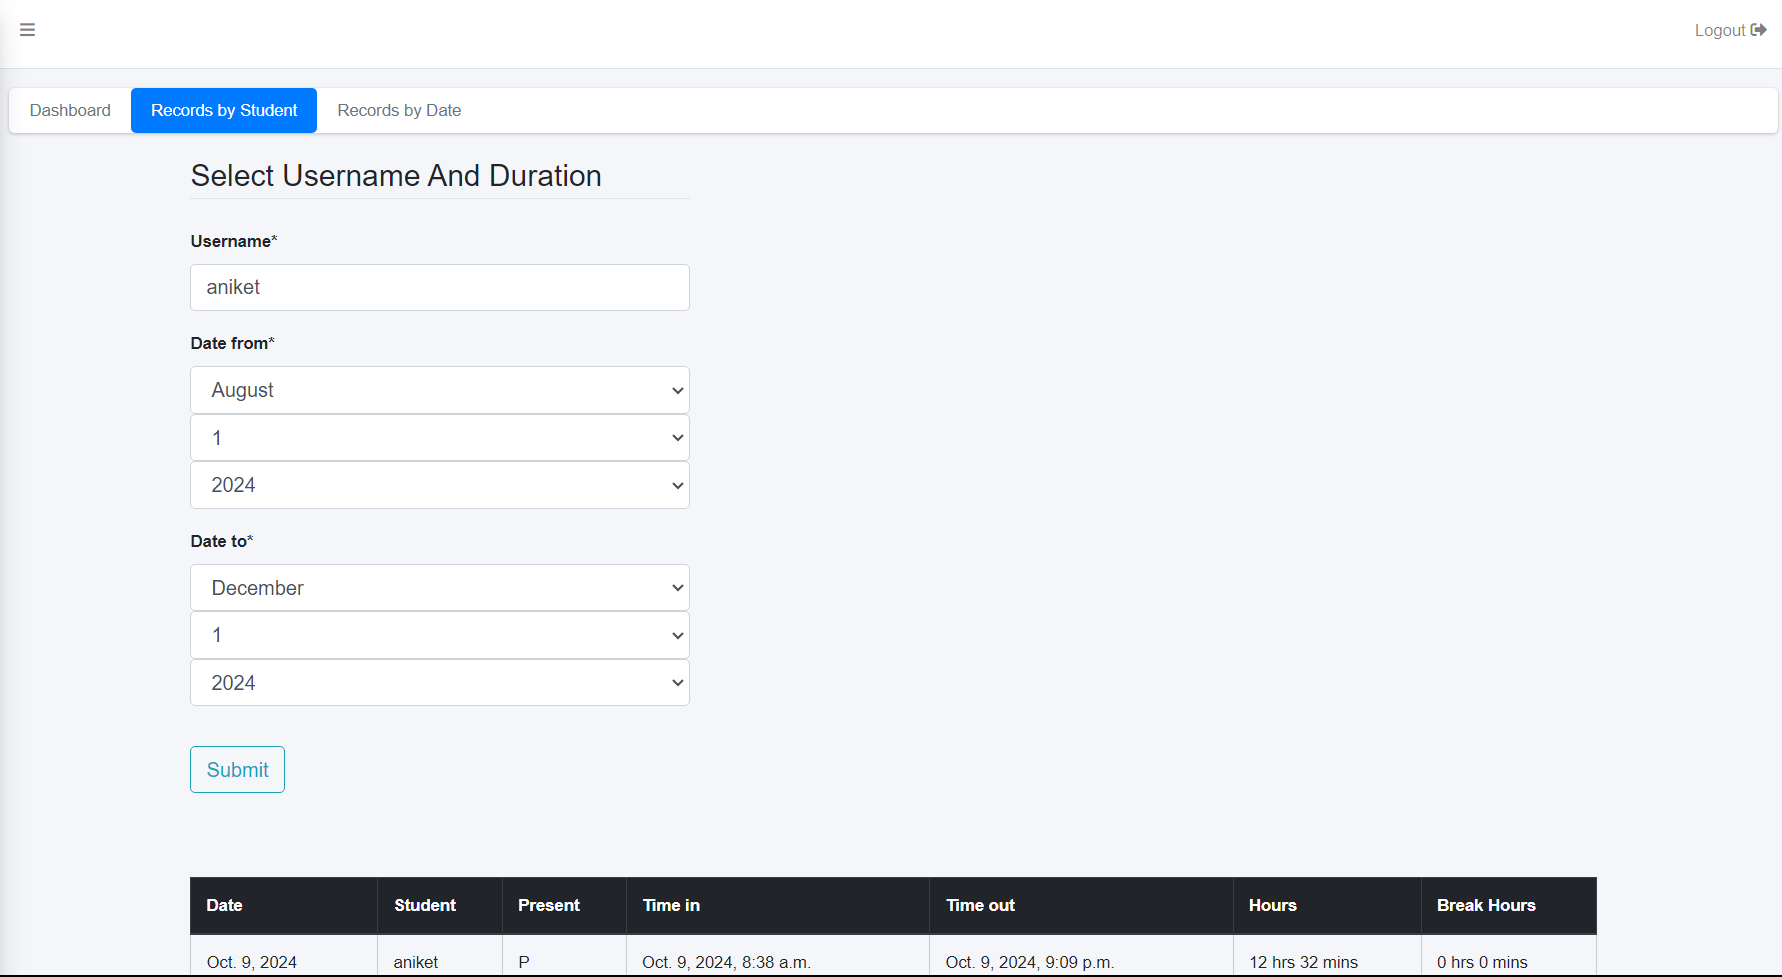 Logout
Dashboard Records by Student Records by Date
Select Username And Duration
Username*
aniket
Date from*
August
1
2024
Date to*
December
1
2024
Submit
Date Student Present Time in Time out Hours Break Hours
Oct. 9, 2024 aniket P Oct. 9, 2024, 8:38 a.m. Oct. 9, 2024, 9:09 p.m. 12 hrs 32 mins 0 hrs 0 mins